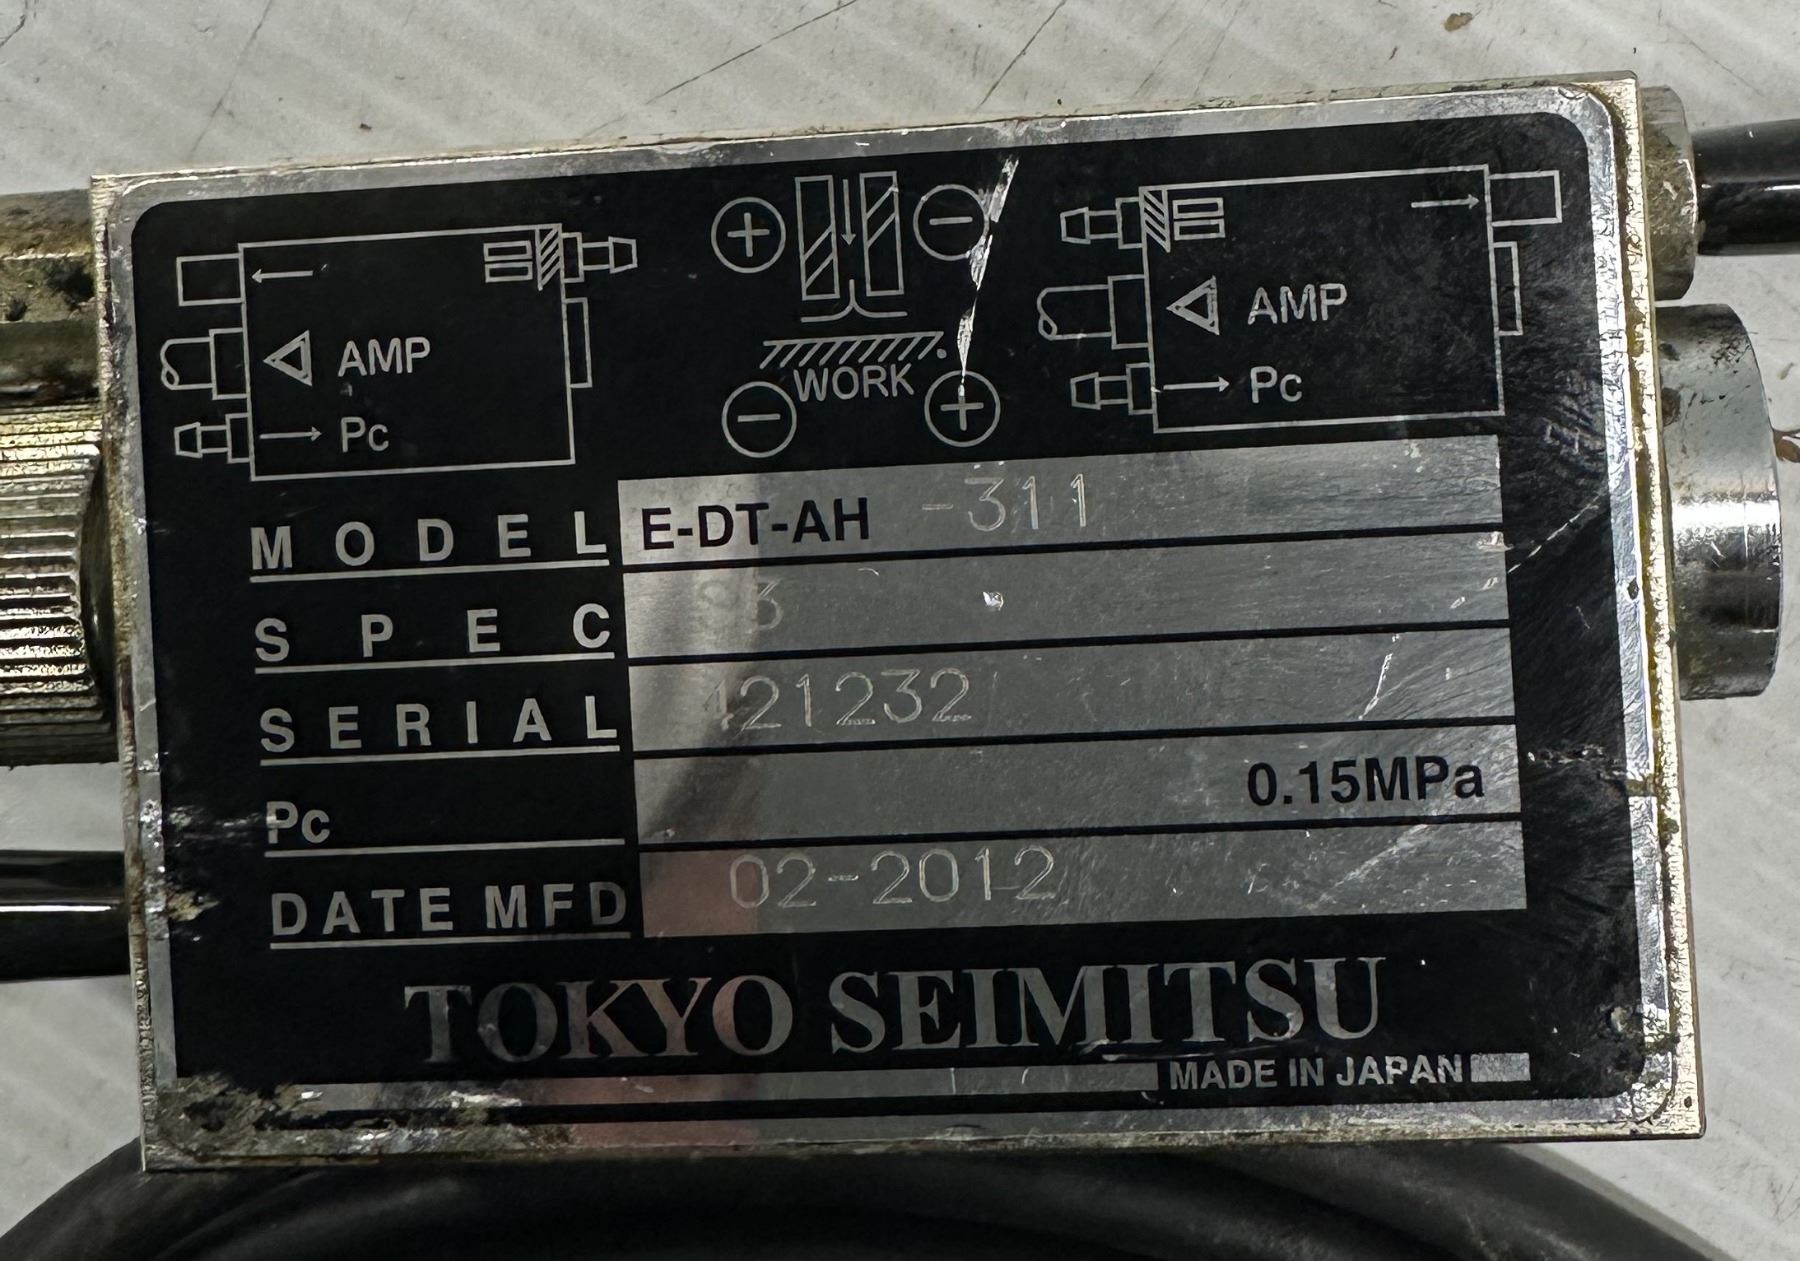 AMP
Pc
WORK
AMP
Pc
MODEL E-DT-AH -311
SPEC S3
SERIAL 121232
Pc 0.15MPa
DATE MFD 02-2012
TOKYO SEIMITSU
MADE IN JAPAN